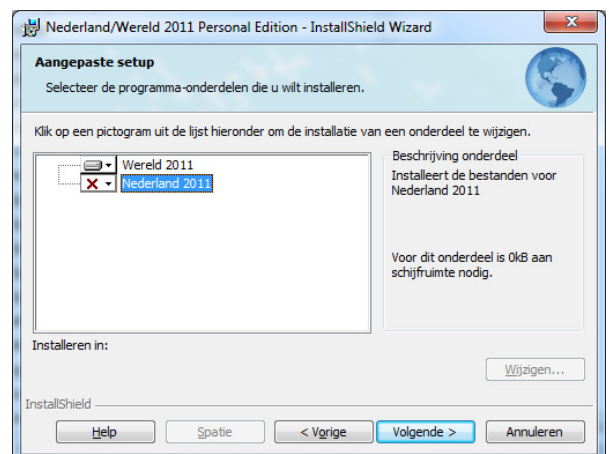 Nederland/Wereld 2011 Personal Edition - InstallShield Wizard
Aangepaste setup
Selecteer de programma-onderdelen die u wilt installeren.
Klik op een pictogram uit de lijst hieronder om de installatie van een onderdeel te wijzigen.
Wereld 2011
Nederland 2011
Beschrijving onderdeel
Installeert de bestanden voor
Nederland 2011
Voor dit onderdeel is 0kB aan
schijfruimte nodig.
Installeren in:
Wijzigen...
InstallShield
Help
Spatie
< Vorige
Volgende >
Annuleren